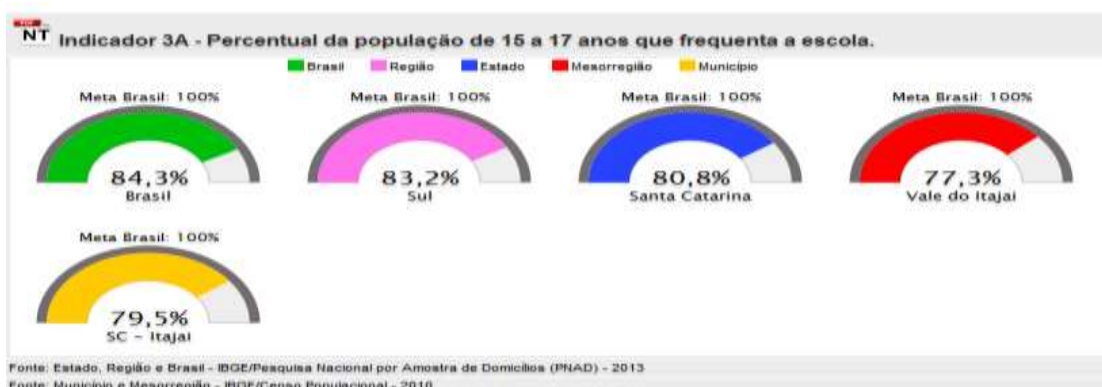 PDF
NT Indicador 3A - Percentual da população de 15 a 17 anos que frequenta a escola.
Brasil Região Estado Mesorregião Município
Meta Brasil: 100% Meta Brasil: 100% Meta Brasil: 100% Meta Brasil: 100%
84,3% 83,2% 80,8% 77,3%
Brasil Sul Santa Catarina Vale do Itajaí
Meta Brasil: 100%
79,5%
SC - Itajaí
Fonte: Estado, Região e Brasil - IBGE/Pesquisa Nacional por Amostra de Domicílios (PNAD) - 2013
Fonte: Município e Mesorregião - IBGE/Censo Populacional - 2010